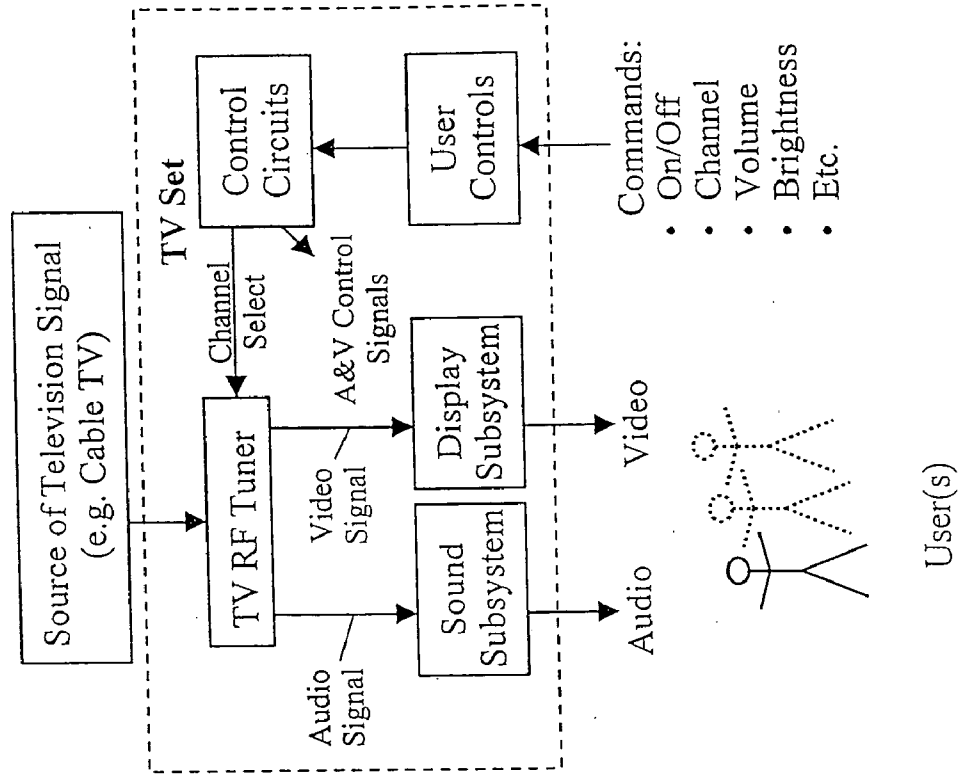 Source of Television Signal
(e.g. Cable TV)
TV Set
TV RF Tuner
Channel
Select
Control
Circuits
Audio
Signal
Video
Signal
A&V Control
Signals
Sound
Subsystem
Display
Subsystem
User
Controls
Audio
Video
Commands:
• On/Off
• Channel
• Volume
• Brightness
• Etc.
User(s)